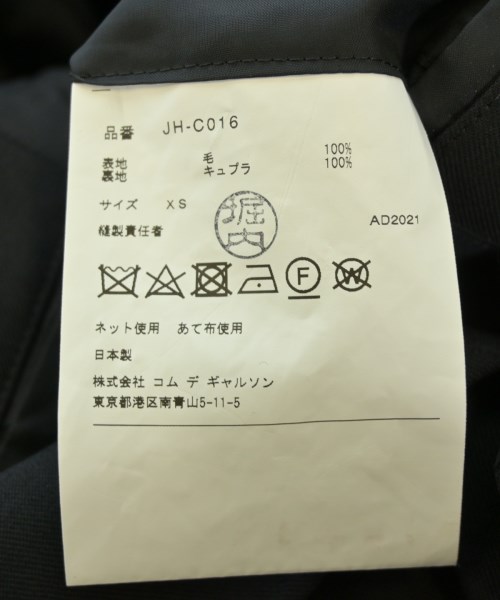 品番 JH-C016
表地 毛 100%
裏地 キュプラ 100%
サイズ XS
堀内
縫製責任者
AD2021
F W
ネット使用 あて布使用
日本製
株式会社 コム デ ギャルソン
東京都港区南青山5-11-5